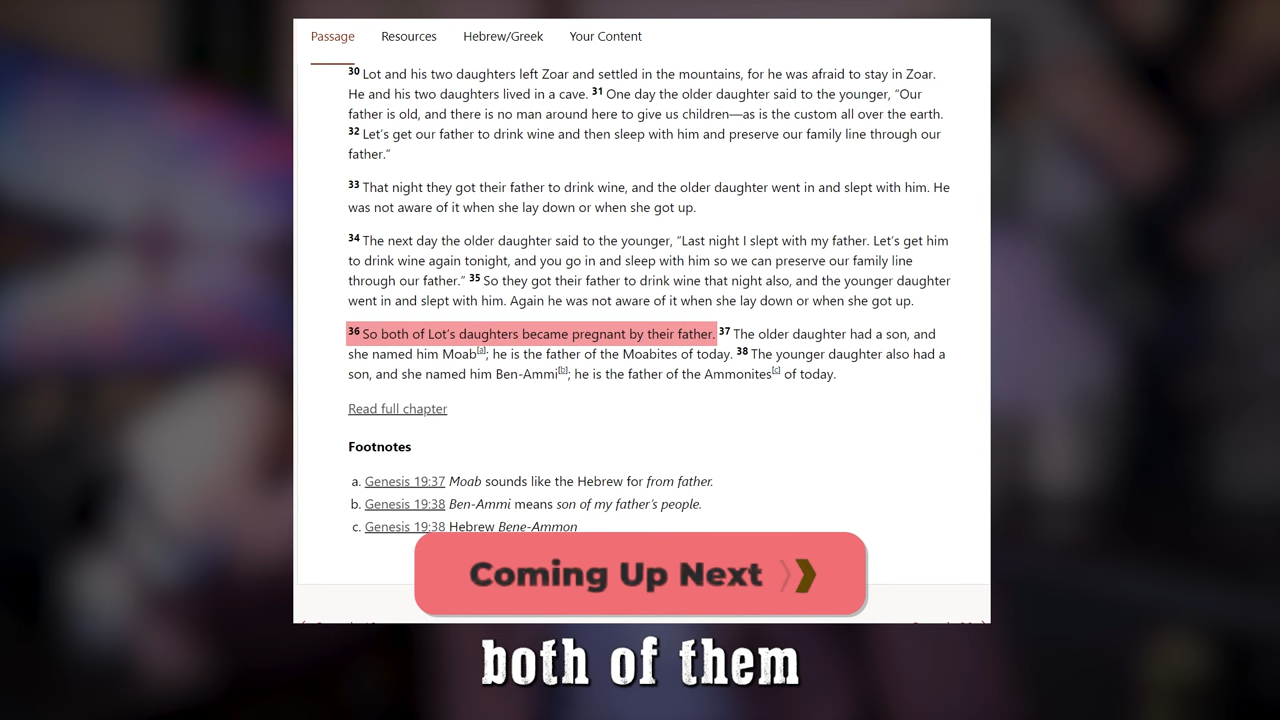 Passage Resources Hebrew/Greek Your Content
30 Lot and his two daughters left Zoar and settled in the mountains, for he was afraid to stay in Zoar.
He and his two daughters lived in a cave. 31 One day the older daughter said to the younger, “Our
father is old, and there is no man around here to give us children—as is the custom all over the earth.
32 Let’s get our father to drink wine and then sleep with him and preserve our family line through our
father.”
33 That night they got their father to drink wine, and the older daughter went in and slept with him. He
was not aware of it when she lay down or when she got up.
34 The next day the older daughter said to the younger, “Last night I slept with my father. Let’s get him
to drink wine again tonight, and you go in and sleep with him so we can preserve our family line
through our father.” 35 So they got their father to drink wine that night also, and the younger daughter
went in and slept with him. Again he was not aware of it when she lay down or when she got up.
36 So both of Lot’s daughters became pregnant by their father. 37 The older daughter had a son, and
she named him Moab[a]; he is the father of the Moabites of today. 38 The younger daughter also had a
son, and she named him Ben-Ammi[b]; he is the father of the Ammonites[c] of today.
Read full chapter
Footnotes
a. Genesis 19:37 Moab sounds like the Hebrew for from father.
b. Genesis 19:38 Ben-Ammi means son of my father’s people.
c. Genesis 19:38 Hebrew Bene-Ammon
Coming Up Next
both of them